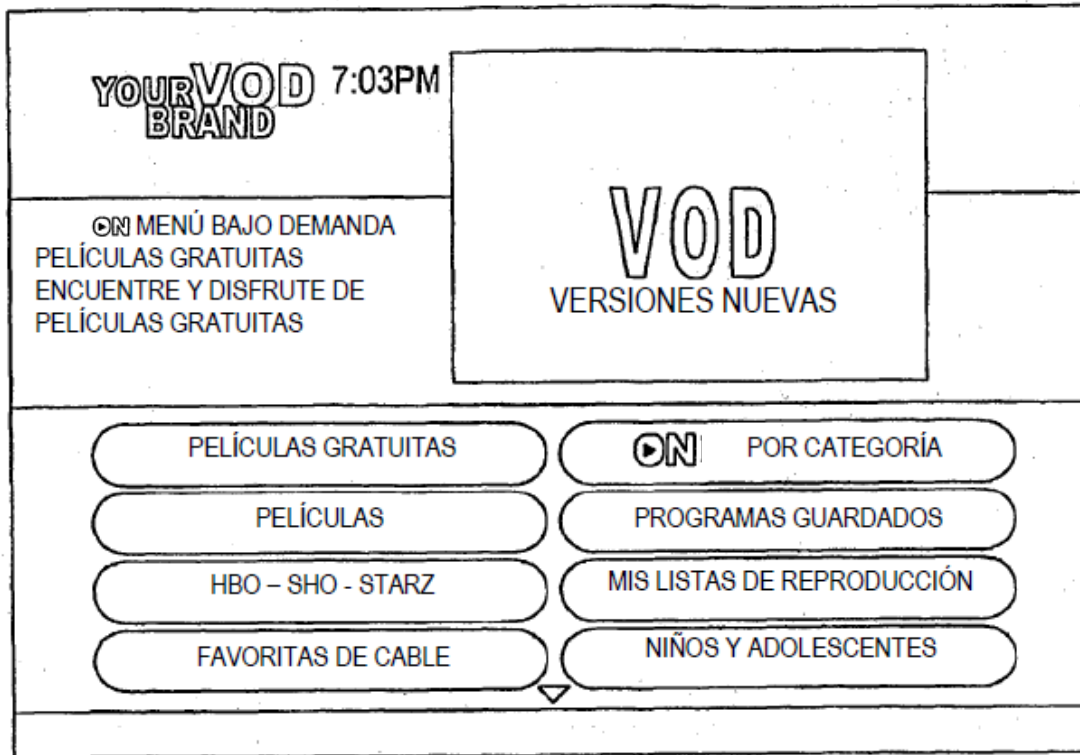 YOUR VOD 7:03PM
BRAND
ON MENÚ BAJO DEMANDA
PELÍCULAS GRATUITAS
ENCUENTRE Y DISFRUTE DE
PELÍCULAS GRATUITAS
VOD
VERSIONES NUEVAS
PELÍCULAS GRATUITAS
ON POR CATEGORÍA
PELÍCULAS
PROGRAMAS GUARDADOS
HBO – SHO - STARZ
MIS LISTAS DE REPRODUCCIÓN
FAVORITAS DE CABLE
NIÑOS Y ADOLESCENTES